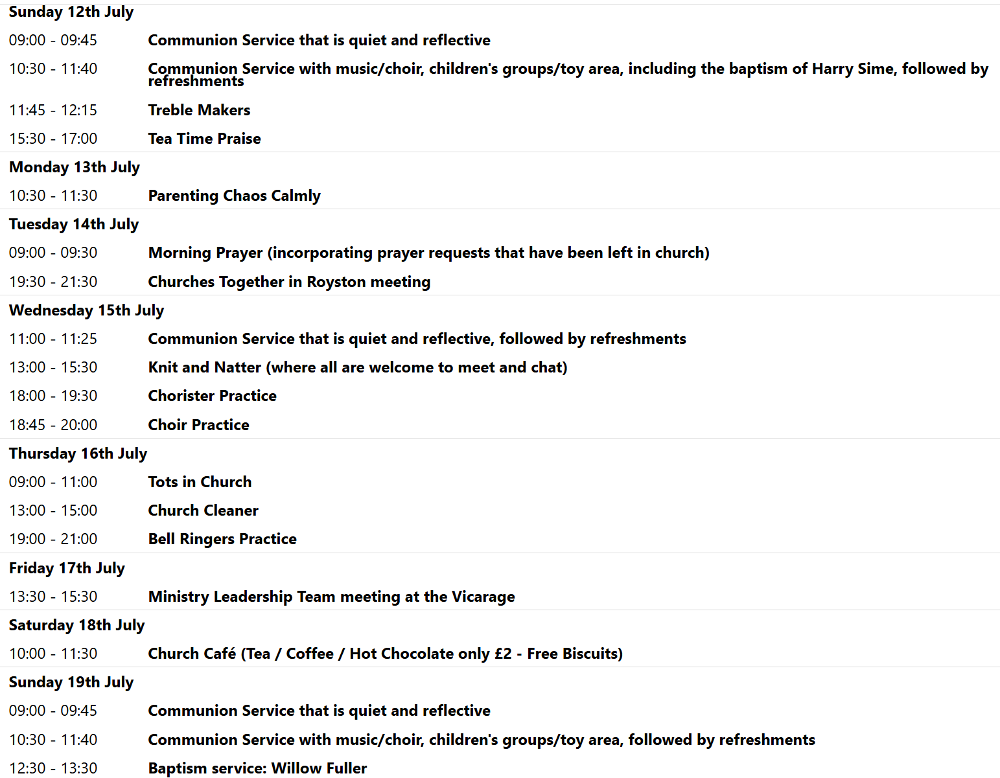 Sunday 12th July
09:00 - 09:45 Communion Service that is quiet and reflective
10:30 - 11:40 Communion Service with music/choir, children's groups/toy area, including the baptism of Harry Sime, followed by
refreshments
11:45 - 12:15 Treble Makers
15:30 - 17:00 Tea Time Praise
Monday 13th July
10:30 - 11:30 Parenting Chaos Calmly
Tuesday 14th July
09:00 - 09:30 Morning Prayer (incorporating prayer requests that have been left in church)
19:30 - 21:30 Churches Together in Royston meeting
Wednesday 15th July
11:00 - 11:25 Communion Service that is quiet and reflective, followed by refreshments
13:00 - 15:30 Knit and Natter (where all are welcome to meet and chat)
18:00 - 19:30 Chorister Practice
18:45 - 20:00 Choir Practice
Thursday 16th July
09:00 - 11:00 Tots in Church
13:00 - 15:00 Church Cleaner
19:00 - 21:00 Bell Ringers Practice
Friday 17th July
13:30 - 15:30 Ministry Leadership Team meeting at the Vicarage
Saturday 18th July
10:00 - 11:30 Church Café (Tea / Coffee / Hot Chocolate only £2 - Free Biscuits)
Sunday 19th July
09:00 - 09:45 Communion Service that is quiet and reflective
10:30 - 11:40 Communion Service with music/choir, children's groups/toy area, followed by refreshments
12:30 - 13:30 Baptism service: Willow Fuller